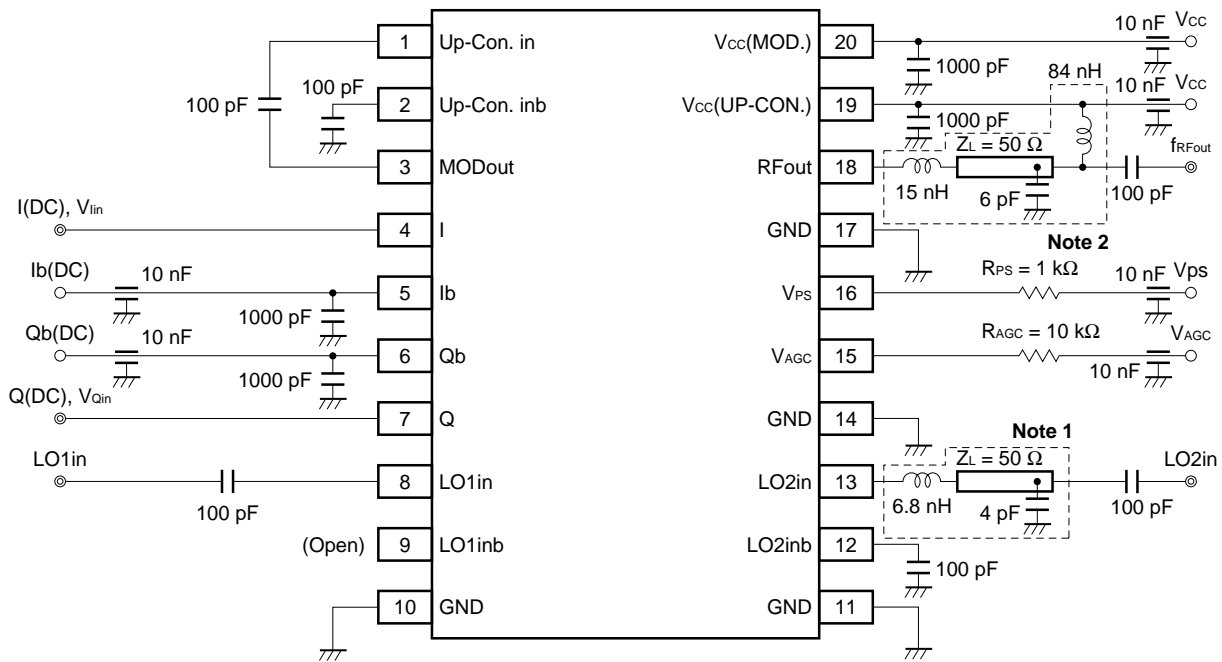 1 Up-Con. in
100 pF
2 Up-Con. inb
100 pF
3 MODout
I(DC), VIin
4 I
Ib(DC)
10 nF
1000 pF
5 Ib
Qb(DC)
10 nF
1000 pF
6 Qb
Q(DC), VQin
7 Q
LO1in
100 pF
8 LO1in
(Open)
9 LO1inb
10 GND
VCC(MOD.) 20
1000 pF
10 nF
VCC
VCC(UP-CON.) 19
1000 pF
84 nH
10 nF
VCC
RFout 18
15 nH
ZL = 50 Ω
6 pF
100 pF
fRFout
GND 17
Note 2
VPS 16
RPS = 1 kΩ
10 nF
Vps
VAGC 15
RAGC = 10 kΩ
10 nF
VAGC
GND 14
Note 1
LO2in 13
6.8 nH
ZL = 50 Ω
4 pF
100 pF
LO2in
LO2inb 12
100 pF
GND 11